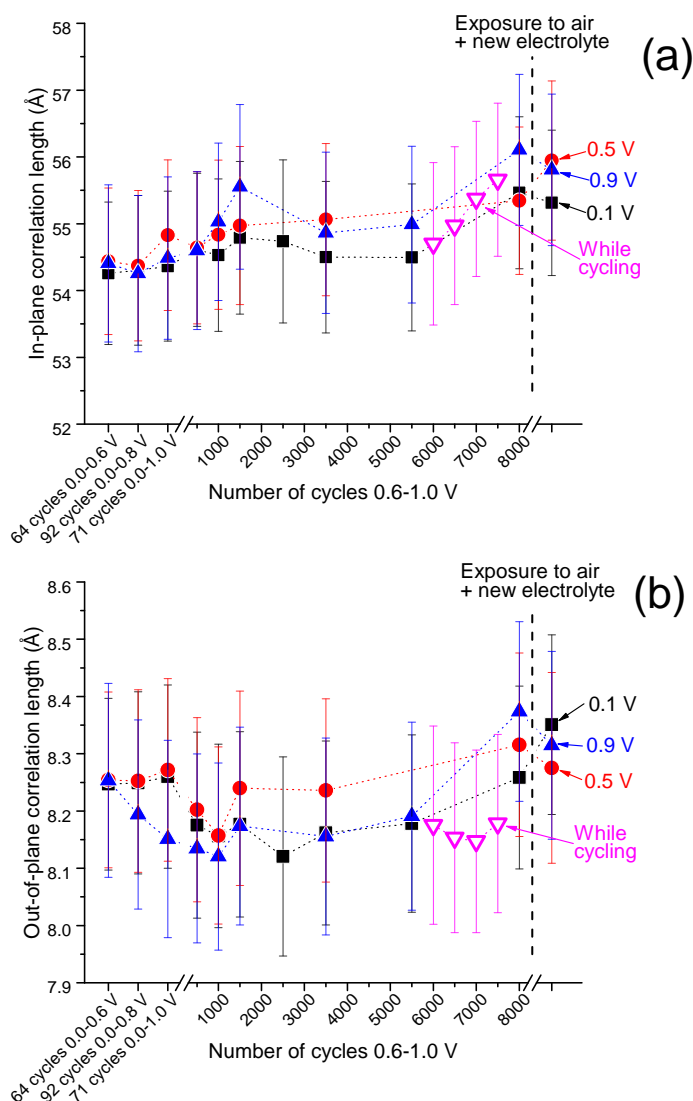 Exposure to air
+ new electrolyte
(a)
58
57
56
55
54
53
52
In-plane correlation length (Å)
0.5 V
0.9 V
0.1 V
While
cycling
64 cycles 0.0-0.6 V
92 cycles 0.0-0.8 V
71 cycles 0.0-1.0 V
1000
2000
3000
4000
5000
6000
7000
8000
Number of cycles 0.6-1.0 V
Exposure to air
+ new electrolyte
(b)
8.6
8.5
8.4
8.3
8.2
8.1
8.0
7.9
Out-of-plane correlation length (Å)
0.1 V
0.9 V
0.5 V
While
cycling
64 cycles 0.0-0.6 V
92 cycles 0.0-0.8 V
71 cycles 0.0-1.0 V
1000
2000
3000
4000
5000
6000
7000
8000
Number of cycles 0.6-1.0 V